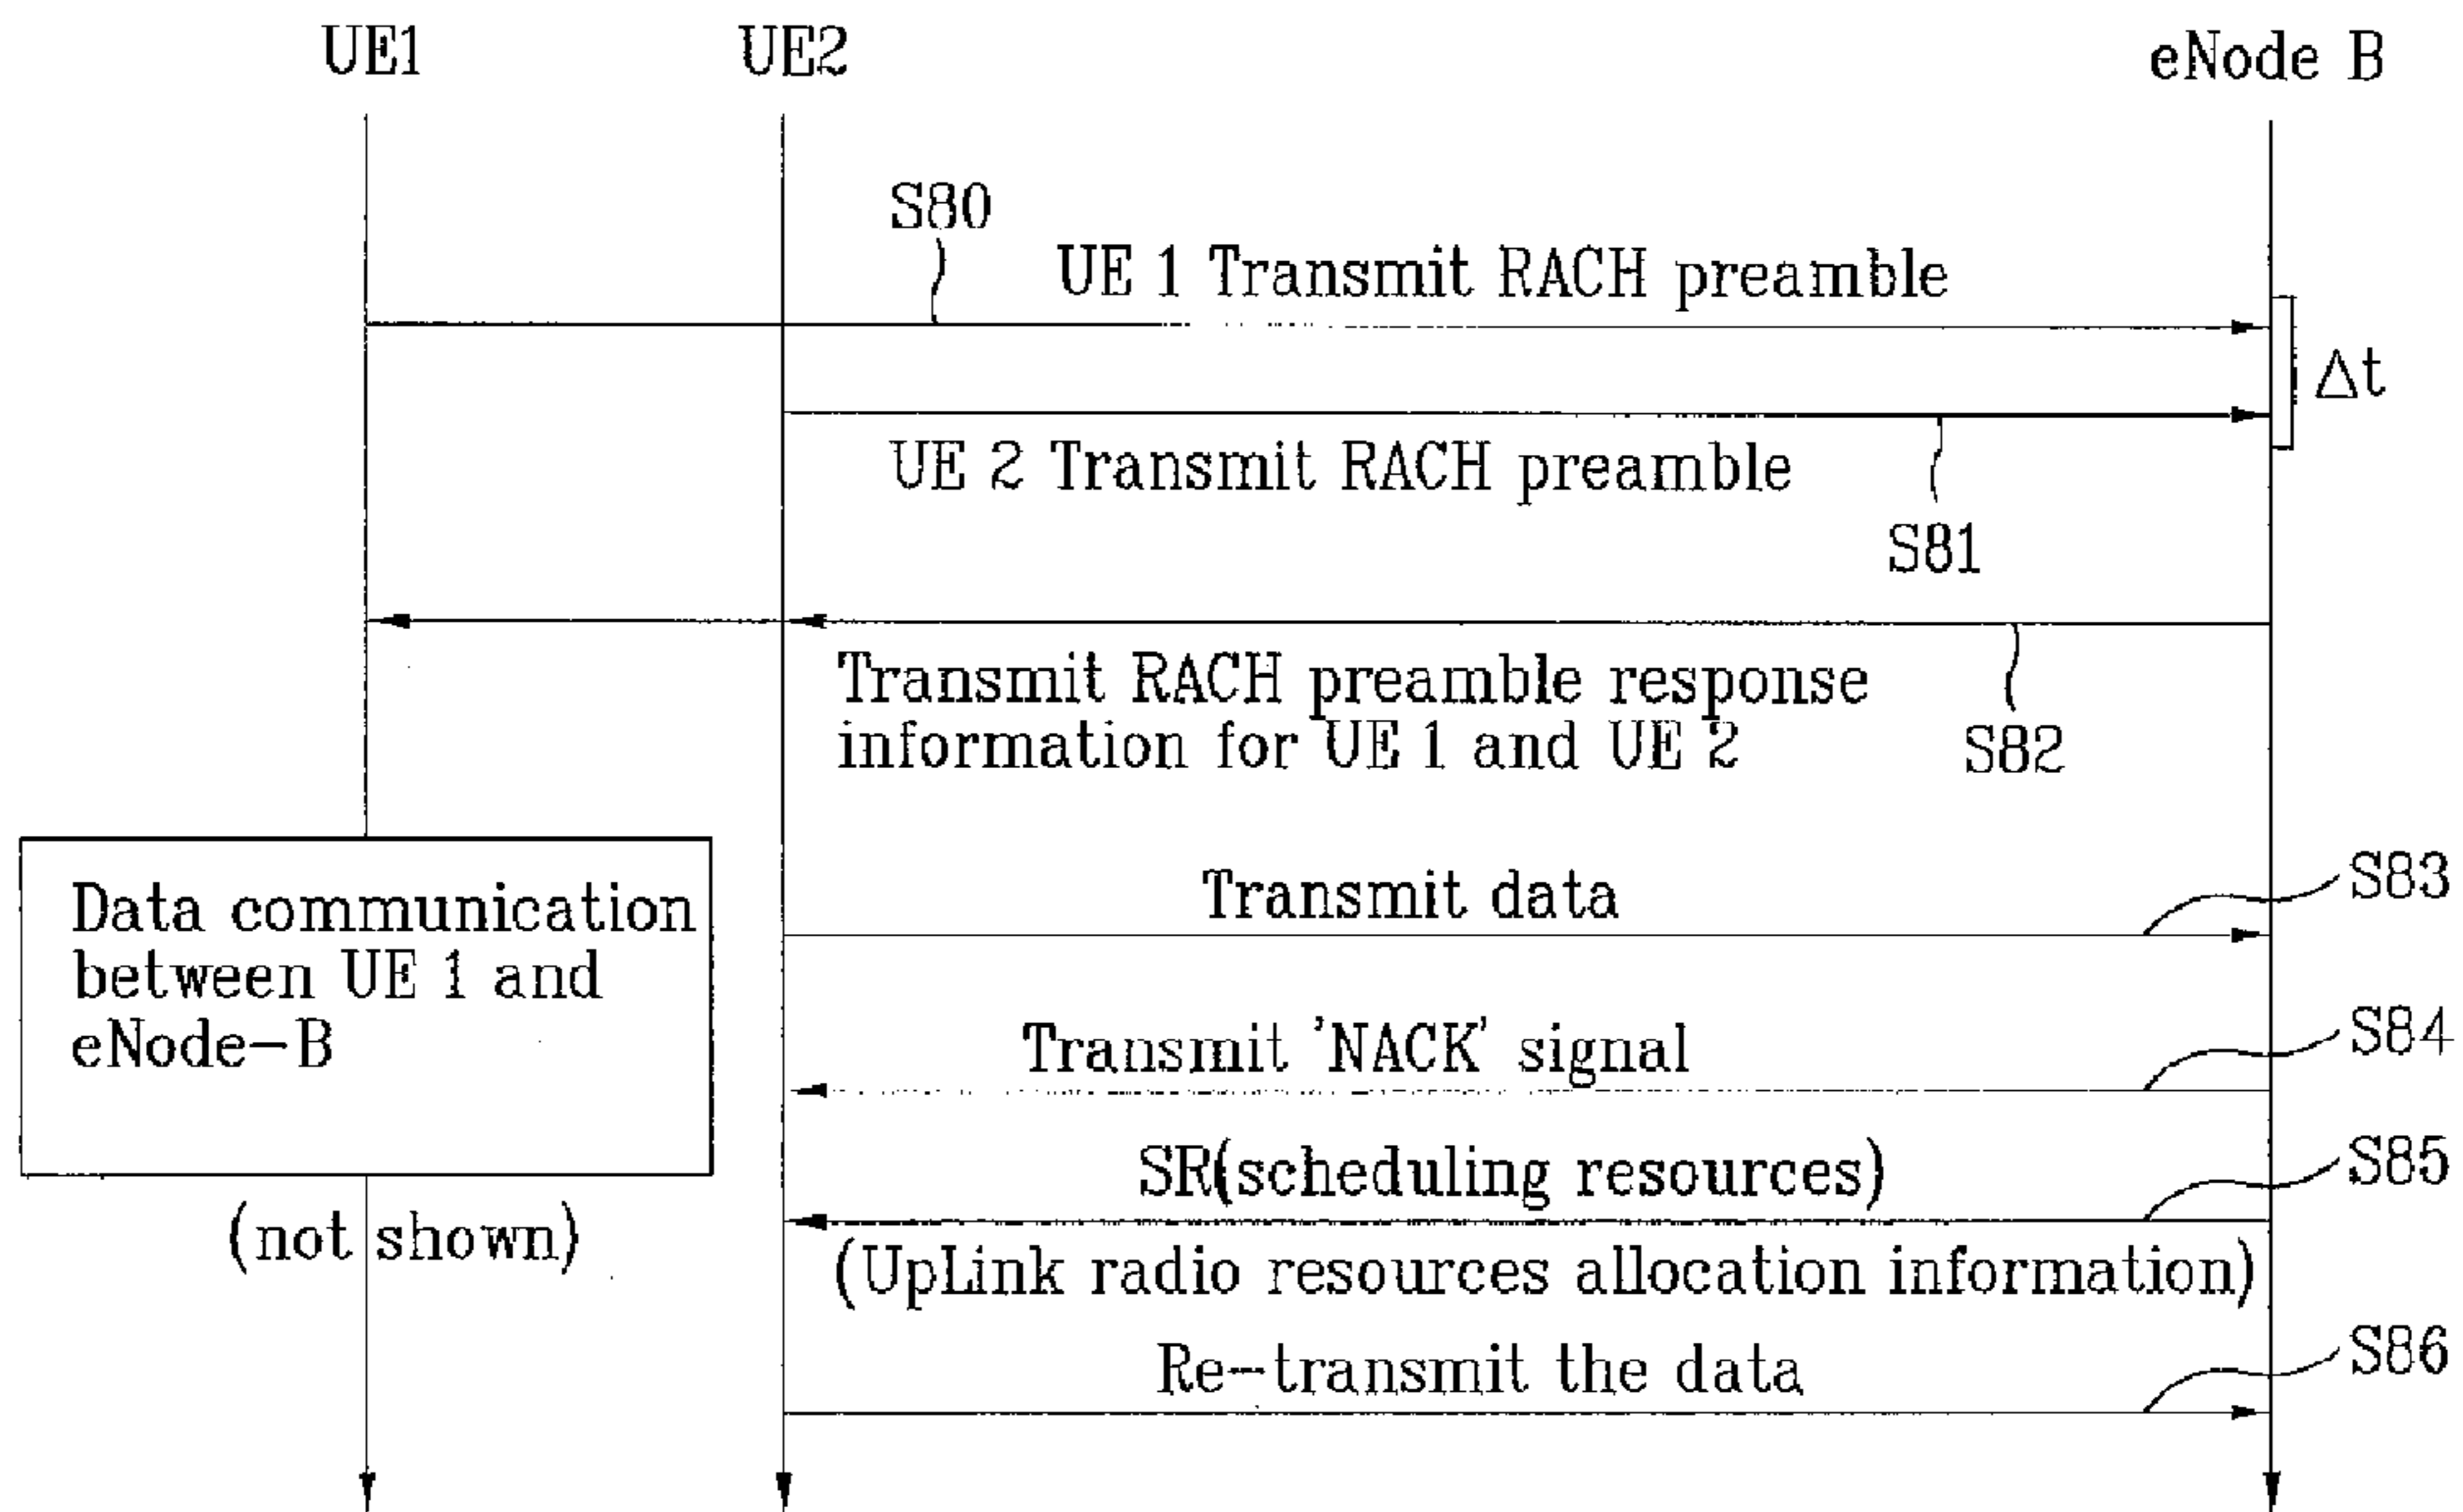 UE1
UE2
eNode B
S80
UE 1 Transmit RACH preamble
Δt
UE 2 Transmit RACH preamble
S81
Transmit RACH preamble response
information for UE 1 and UE 2
S82
Data communication
between UE 1 and
eNode-B
(not shown)
Transmit data
S83
Transmit 'NACK' signal
S84
SR(scheduling resources)
S85
(UpLink radio resources allocation information)
Re-transmit the data
S86